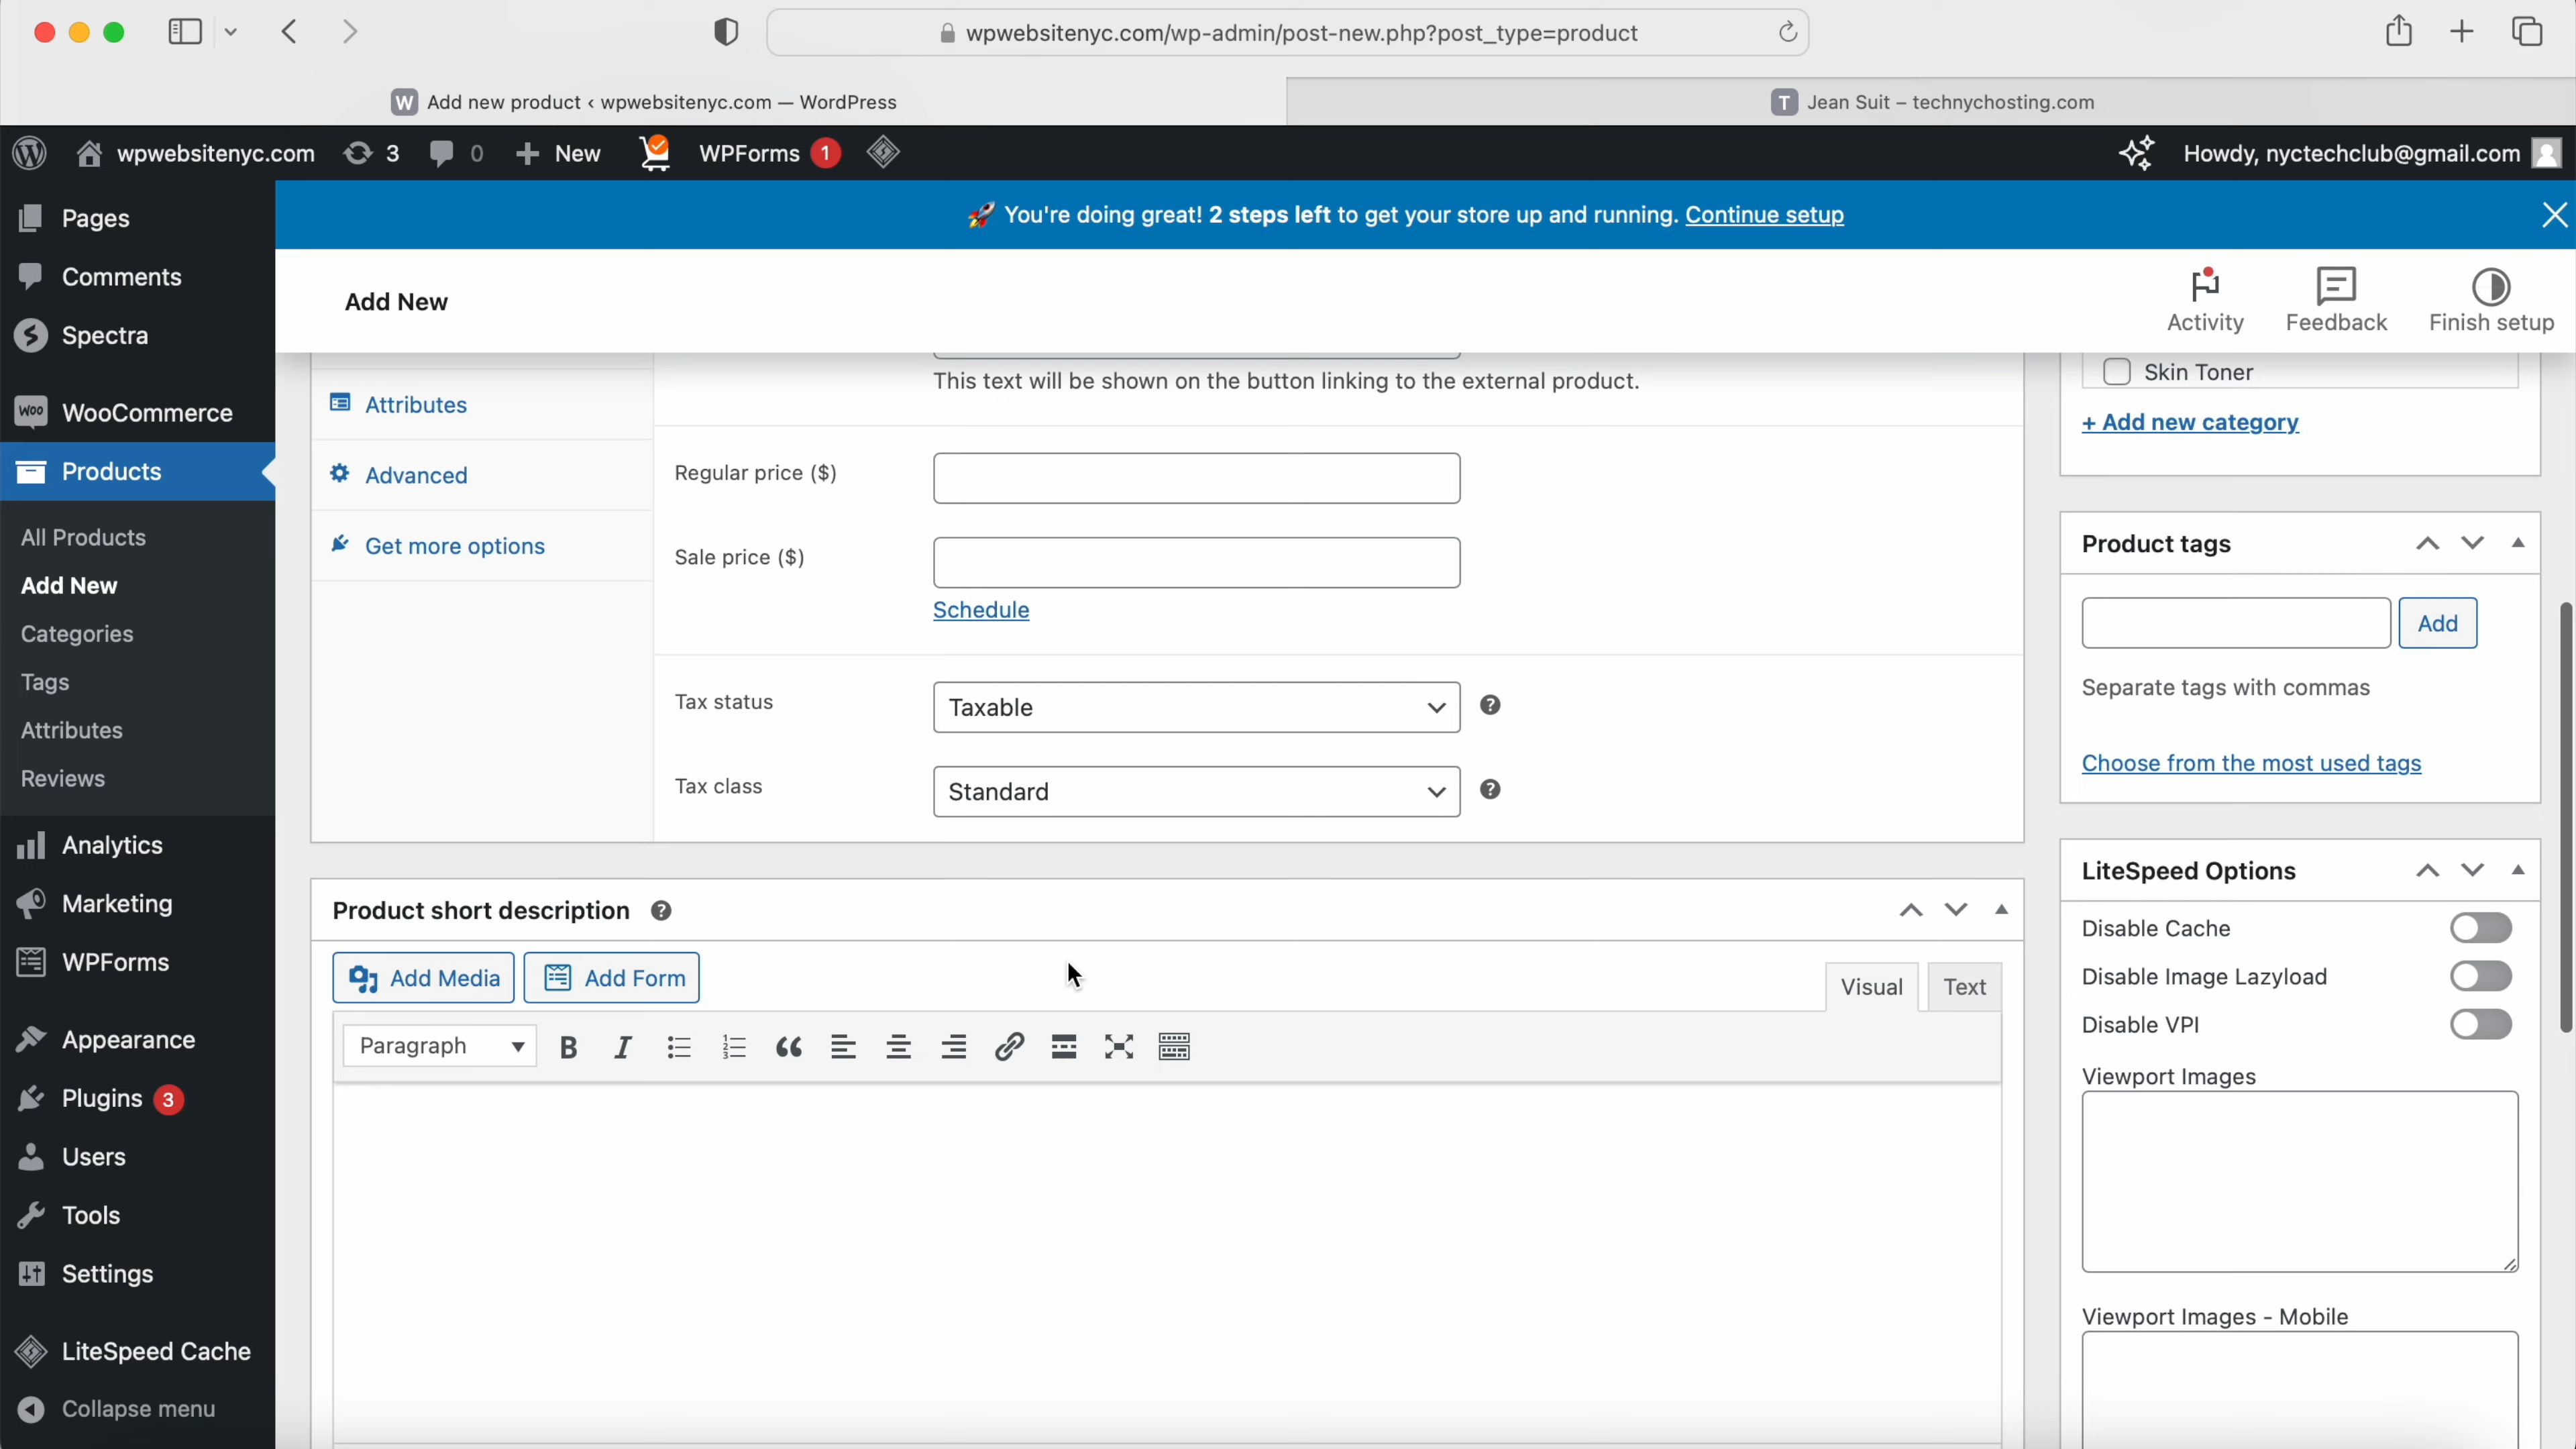 wpwebsitenyc.com/wp-admin/post-new.php?post_type=product
W Add new product ‹ wpwebsitenyc.com — WordPress
T Jean Suit – technychosting.com
wpwebsitenyc.com 3 0 New WPForms 1 Howdy, nyctechclub@gmail.com
🚀 You're doing great! 2 steps left to get your store up and running. Continue setup
Add New
Activity
Feedback
Finish setup
Pages
Comments
Spectra
Woo WooCommerce
Products
All Products
Add New
Categories
Tags
Attributes
Reviews
Analytics
Marketing
WPForms
Appearance
Plugins 3
Users
Tools
Settings
LiteSpeed Cache
Collapse menu
Attributes
Advanced
Get more options
This text will be shown on the button linking to the external product.
Regular price ($)
Sale price ($)
Schedule
Tax status Taxable ?
Tax class Standard ?
Product short description ?
Add Media Add Form
Visual Text
Paragraph B I
Skin Toner
+ Add new category
Product tags
Add
Separate tags with commas
Choose from the most used tags
LiteSpeed Options
Disable Cache
Disable Image Lazyload
Disable VPI
Viewport Images
Viewport Images - Mobile